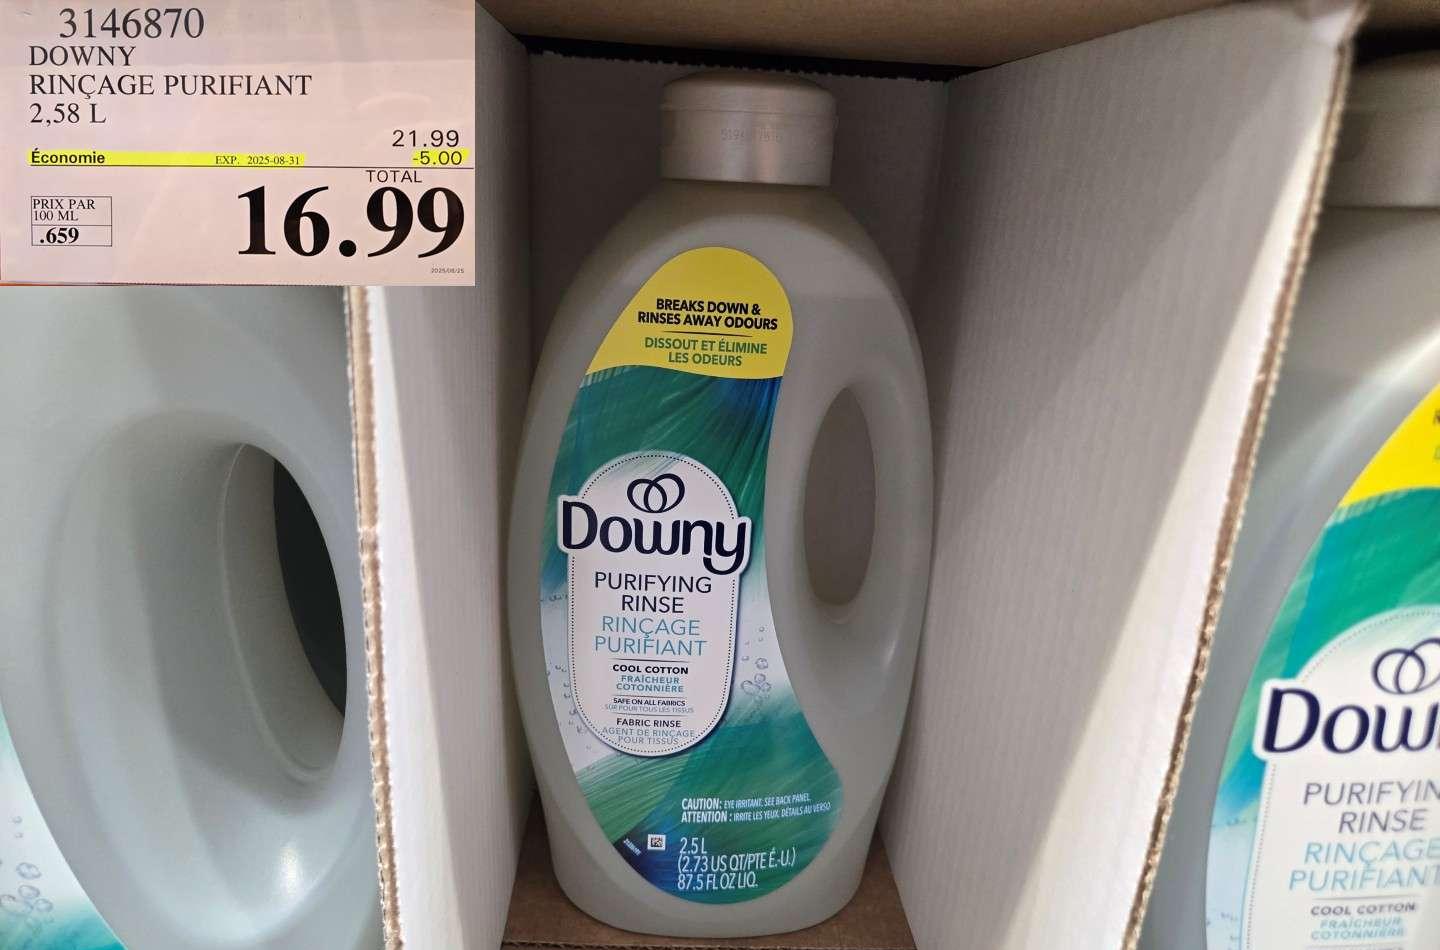 3146870
DOWNY
RINÇAGE PURIFIANT
2,58 L
21.99
Économie EXP. 2025-08-31 -5.00
TOTAL
16.99
PRIX PAR
100 ML
.659
2025/08/25
BREAKS DOWN &
RINSES AWAY ODOURS
DISSOUT ET ÉLIMINE
LES ODEURS
Downy
PURIFYING
RINSE
RINÇAGE
PURIFIANT
COOL COTTON
FRAÎCHEUR
COTONNIÈRE
SAFE ON ALL FABRICS
SÛR POUR TOUS LES TISSUS
FABRIC RINSE
AGENT DE RINÇAGE
POUR TISSUS
CAUTION: EYE IRRITANT. SEE BACK PANEL.
ATTENTION : IRRITE LES YEUX. DÉTAILS AU VERSO
2.5 L
(2.73 US QT/PTE É.-U.)
87.5 FL OZ LIQ.
Down
PURIFYIN
RINSE
RINÇAGE
PURIFIANT
COOL COTTON
FRAÎCHEUR
COTONNIÈRE